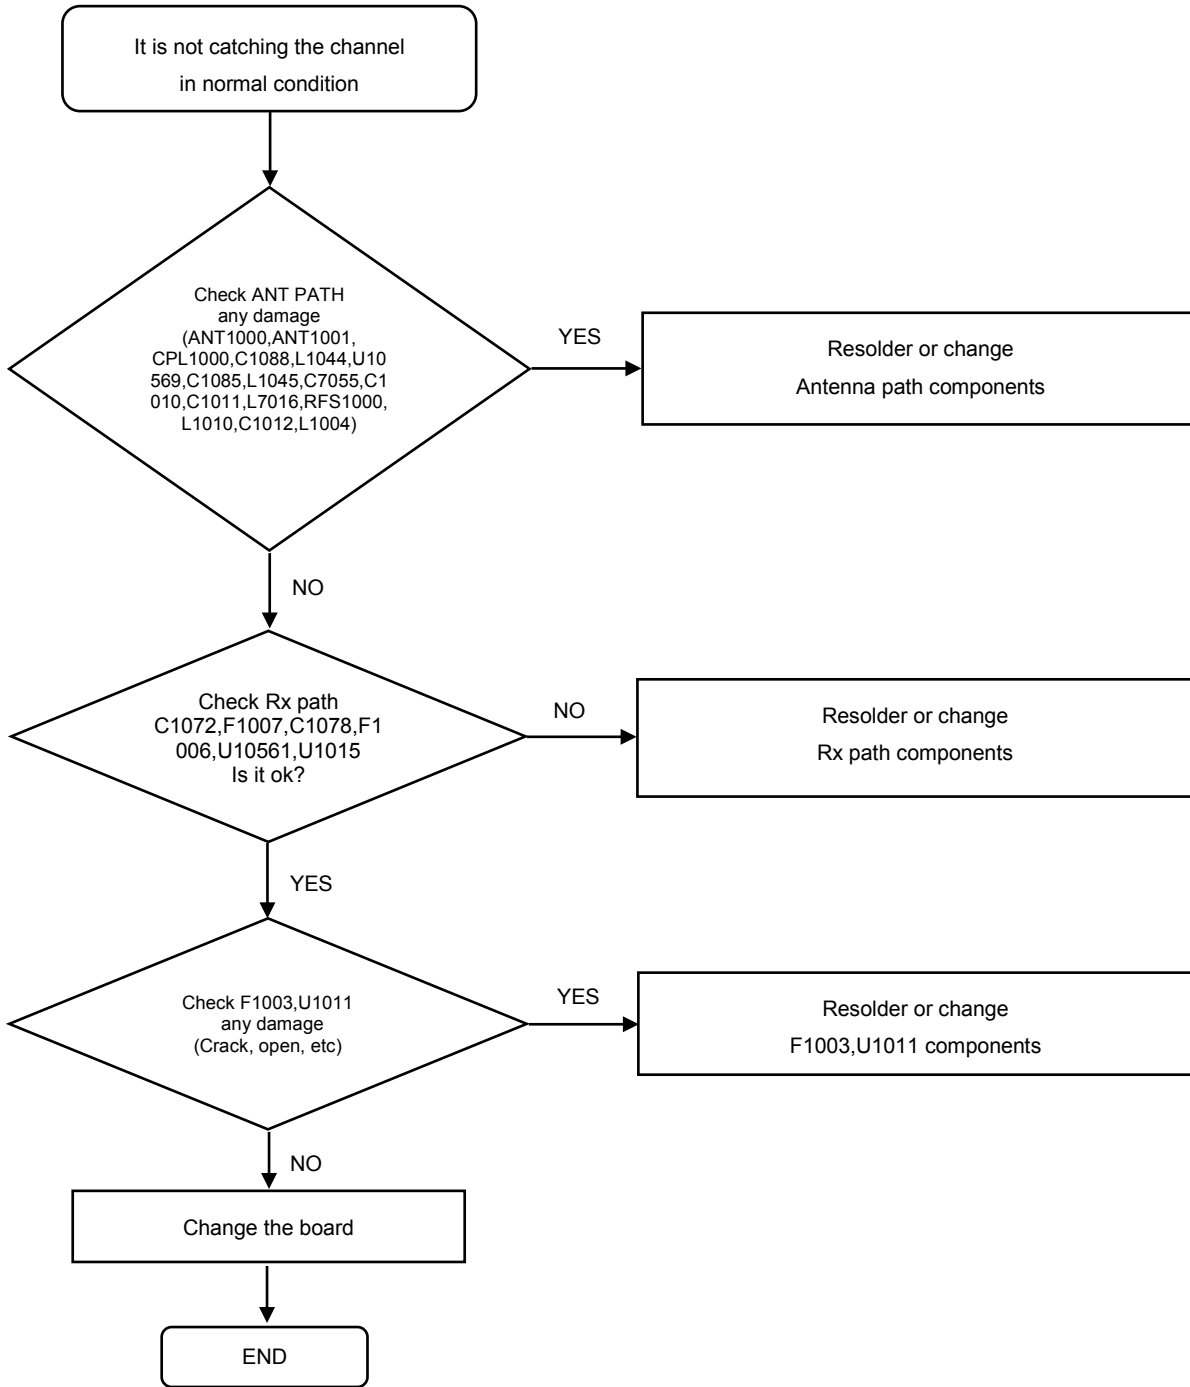 It is not catching the channel
in normal condition
Check ANT PATH
any damage
(ANT1000,ANT1001,
CPL1000,C1088,L1044,U10
569,C1085,L1045,C7055,C1
010,C1011,L7016,RFS1000,
L1010,C1012,L1004)
YES
Resolder or change
Antenna path components
NO
Check Rx path
C1072,F1007,C1078,F1
006,U10561,U1015
Is it ok?
NO
Resolder or change
Rx path components
YES
Check F1003,U1011
any damage
(Crack, open, etc)
YES
Resolder or change
F1003,U1011 components
NO
Change the board
END